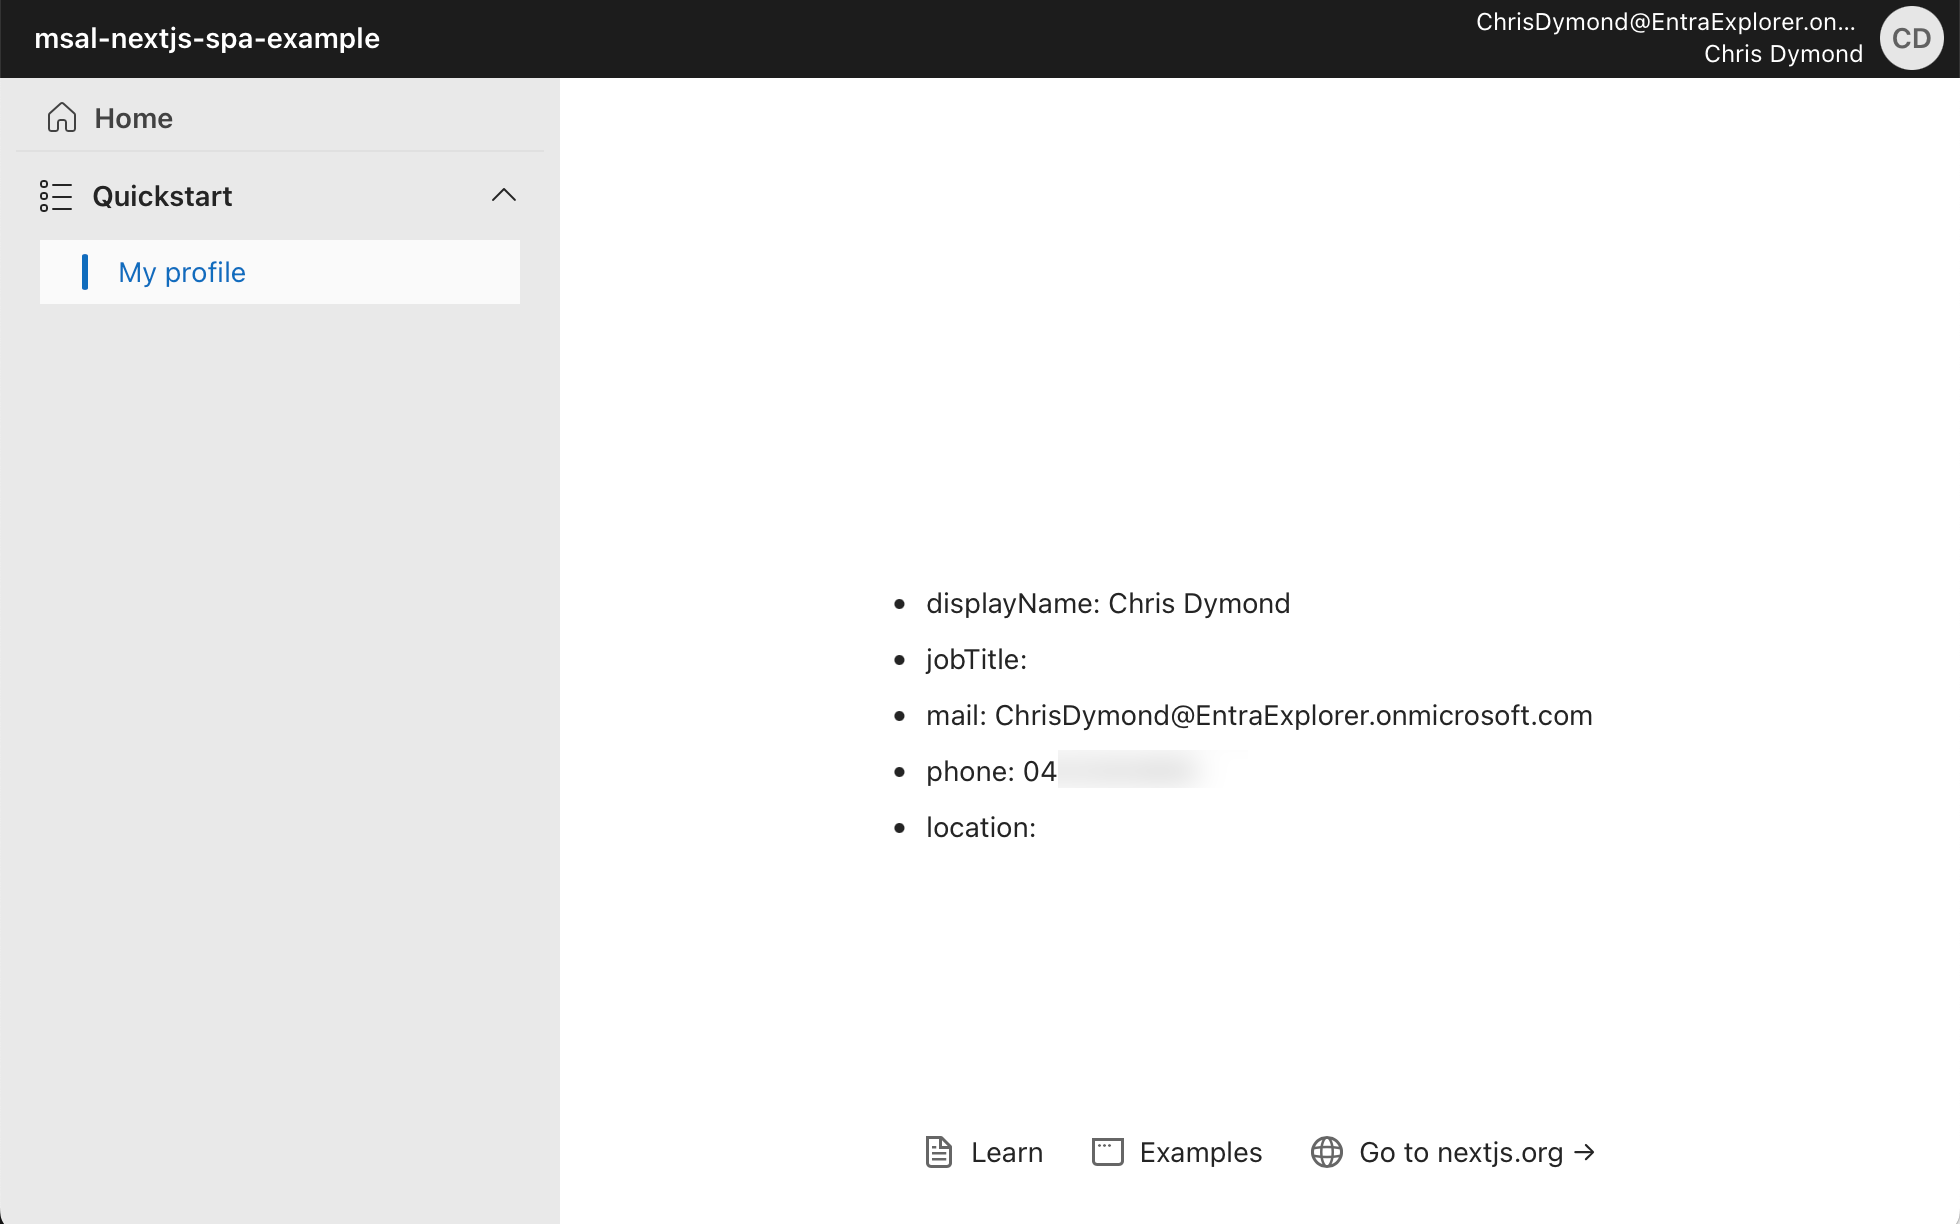 msal-nextjs-spa-example
ChrisDymond@EntraExplorer.on...
Chris Dymond
CD
Home
Quickstart
My profile
displayName: Chris Dymond
jobTitle:
mail: ChrisDymond@EntraExplorer.onmicrosoft.com
phone: 04
location:
Learn
Examples
Go to nextjs.org →